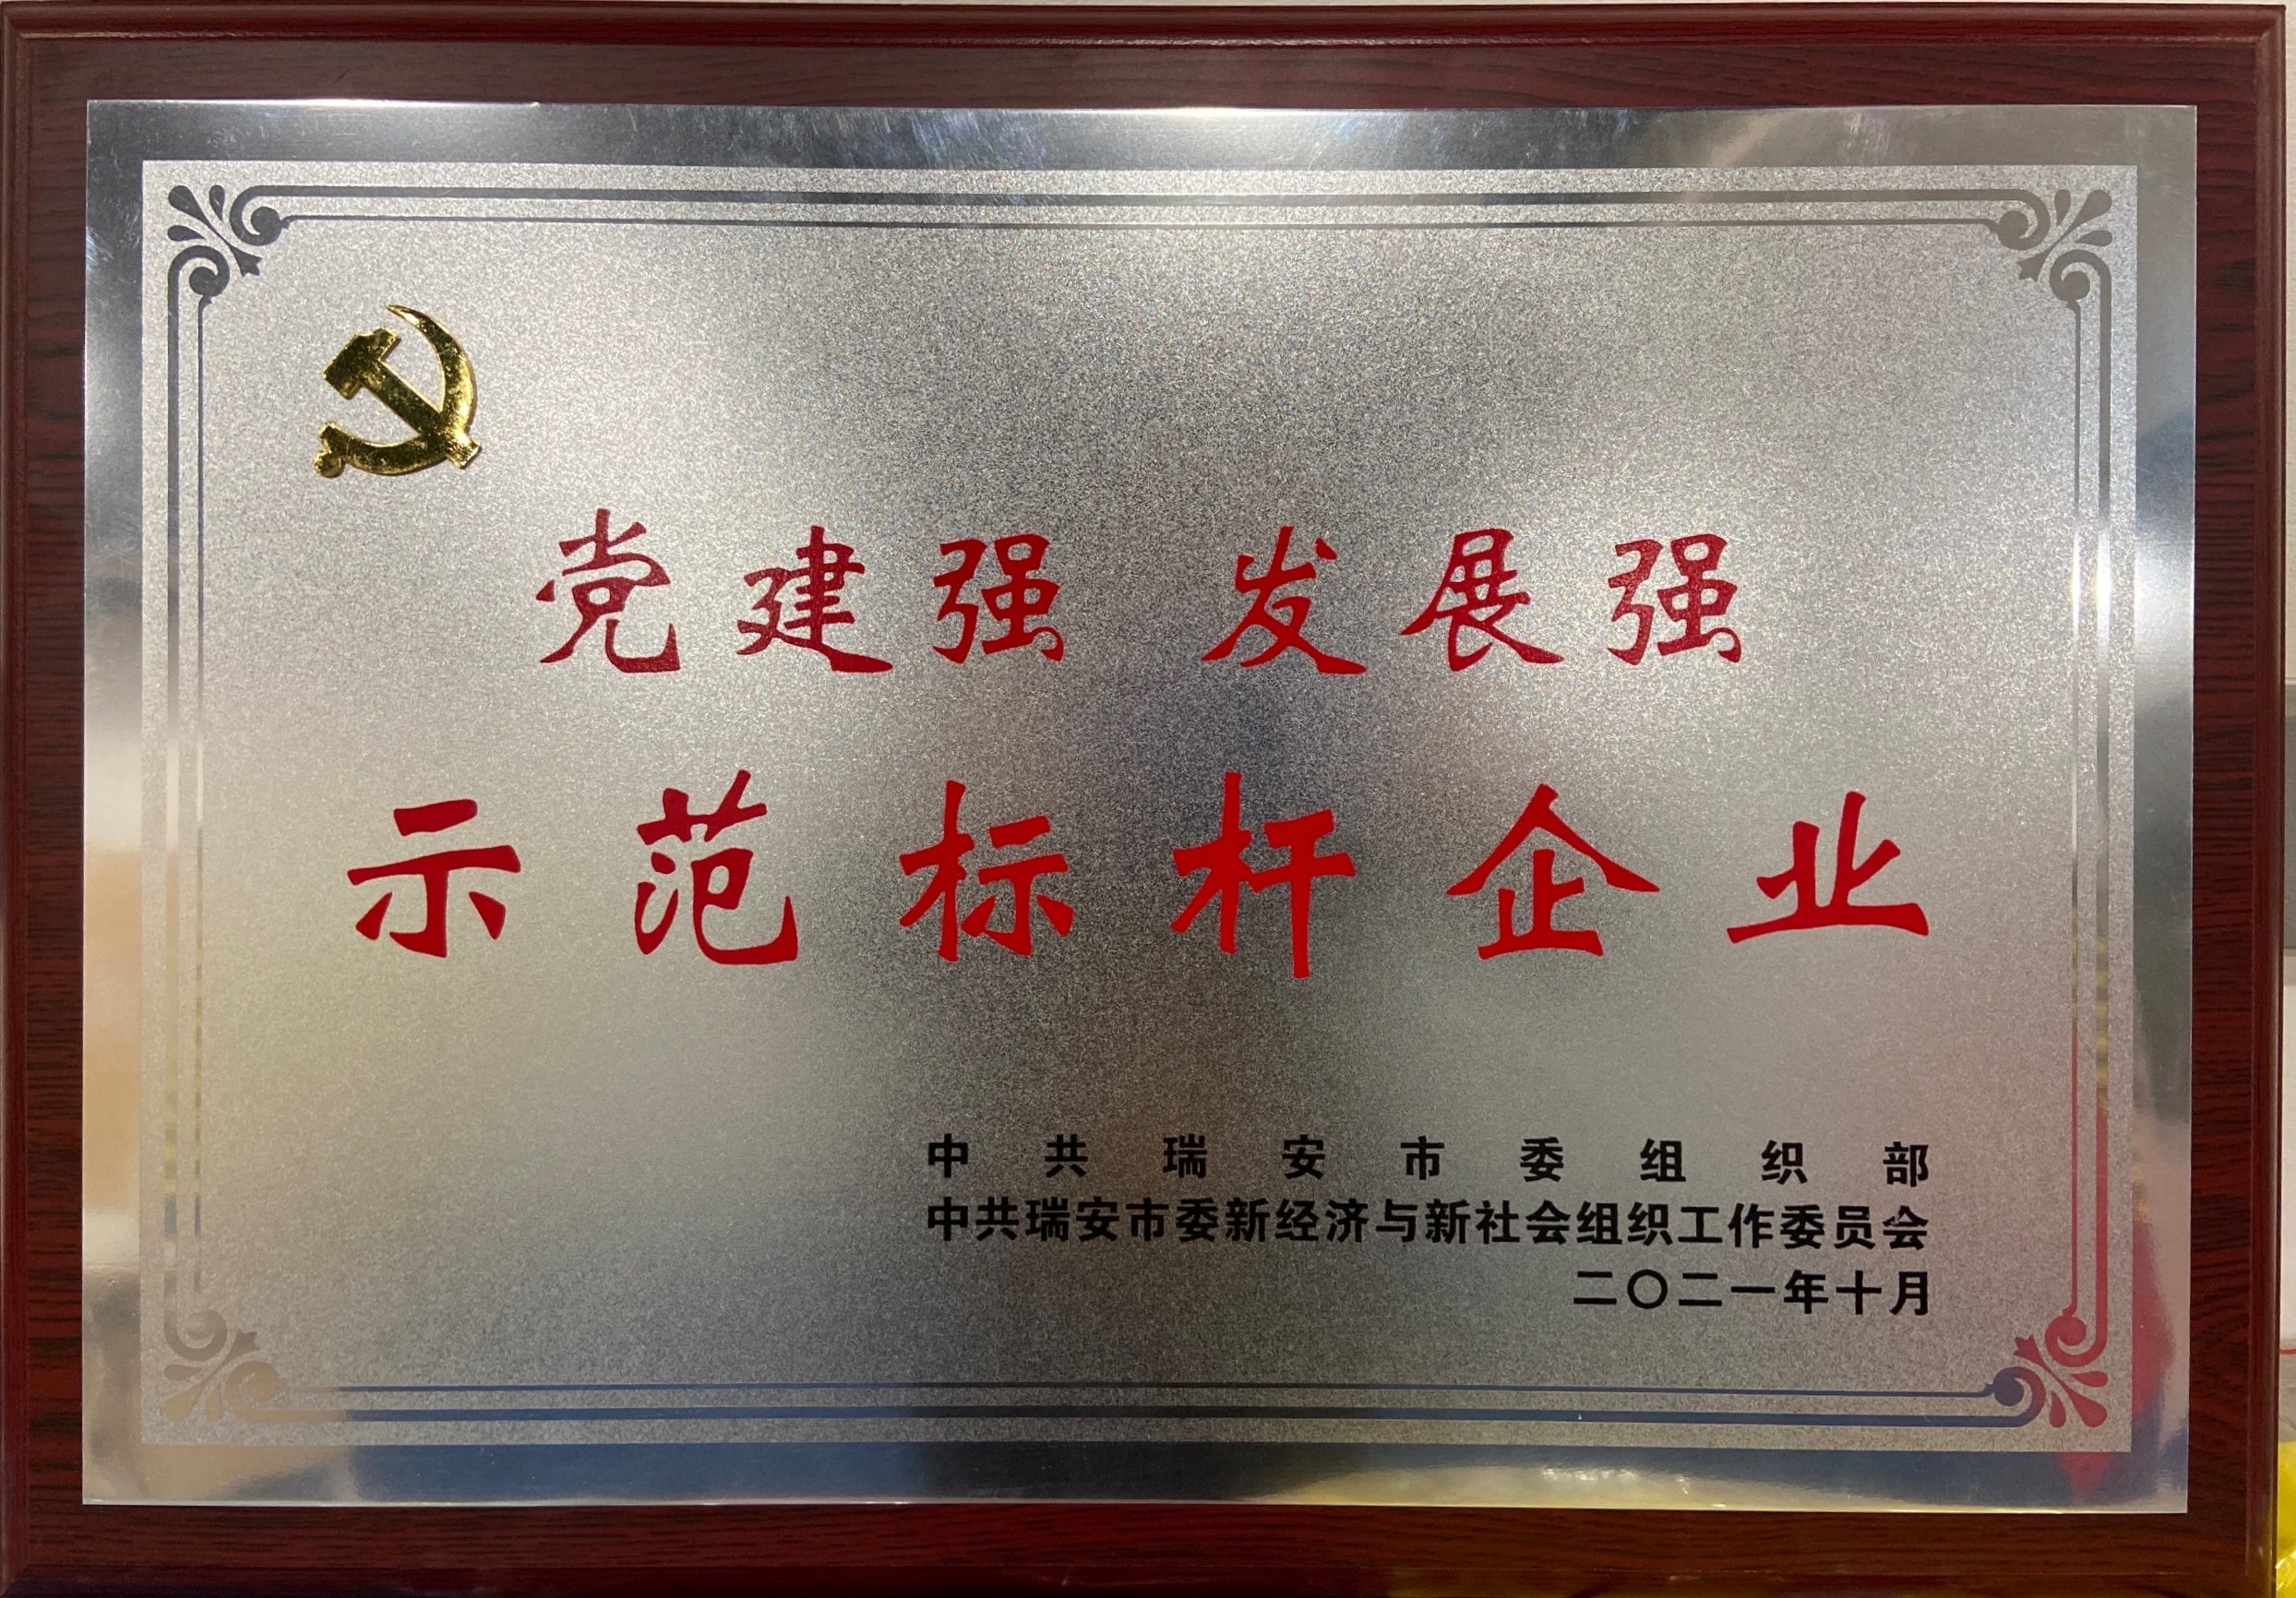 党建强 发展强
示范标杆企业
中共瑞安市委组织部
中共瑞安市委新经济与新社会组织工作委员会
二〇二一年十月